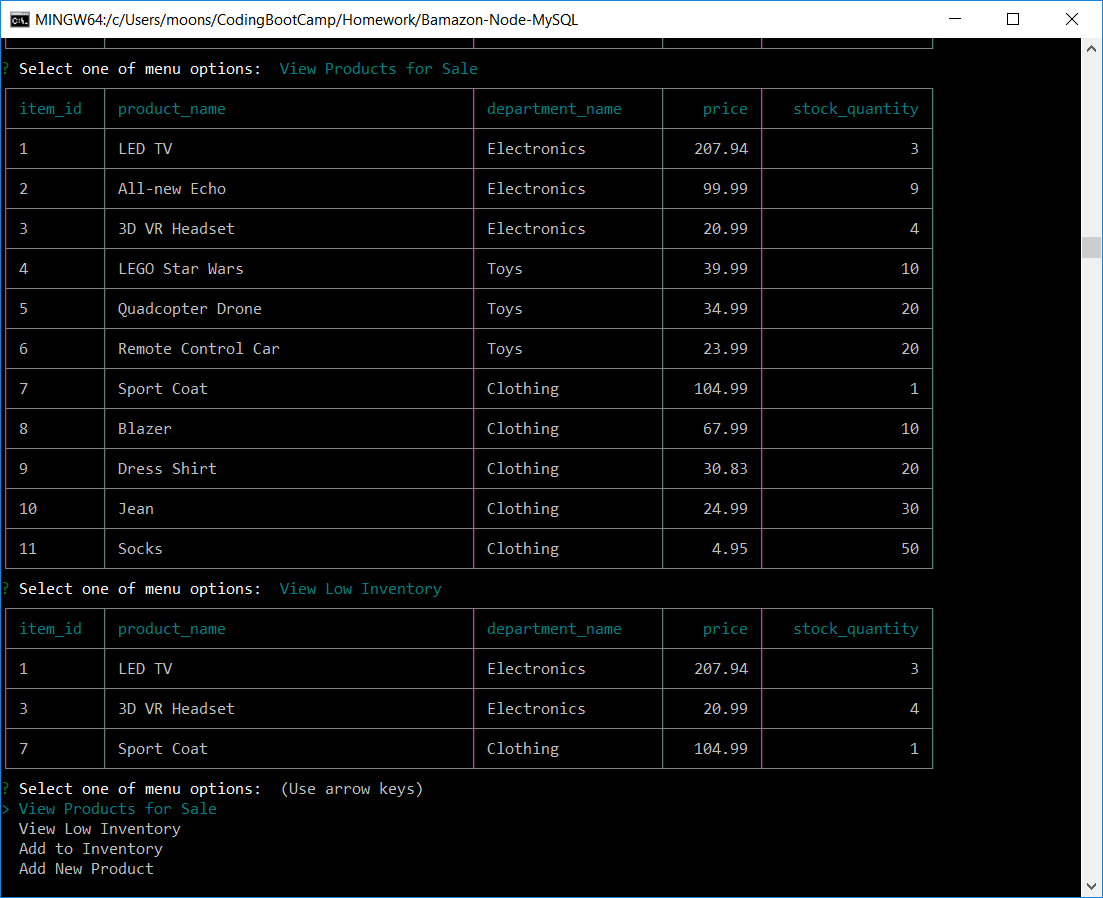 MINGW64:/c/Users/moons/CodingBootCamp/Homework/Bamazon-Node-MySQL
? Select one of menu options:  View Products for Sale
item_id product_name department_name price stock_quantity
1 LED TV Electronics 207.94 3
2 All-new Echo Electronics 99.99 9
3 3D VR Headset Electronics 20.99 4
4 LEGO Star Wars Toys 39.99 10
5 Quadcopter Drone Toys 34.99 20
6 Remote Control Car Toys 23.99 20
7 Sport Coat Clothing 104.99 1
8 Blazer Clothing 67.99 10
9 Dress Shirt Clothing 30.83 20
10 Jean Clothing 24.99 30
11 Socks Clothing 4.95 50
? Select one of menu options:  View Low Inventory
item_id product_name department_name price stock_quantity
1 LED TV Electronics 207.94 3
3 3D VR Headset Electronics 20.99 4
7 Sport Coat Clothing 104.99 1
? Select one of menu options:  (Use arrow keys)
> View Products for Sale
View Low Inventory
Add to Inventory
Add New Product